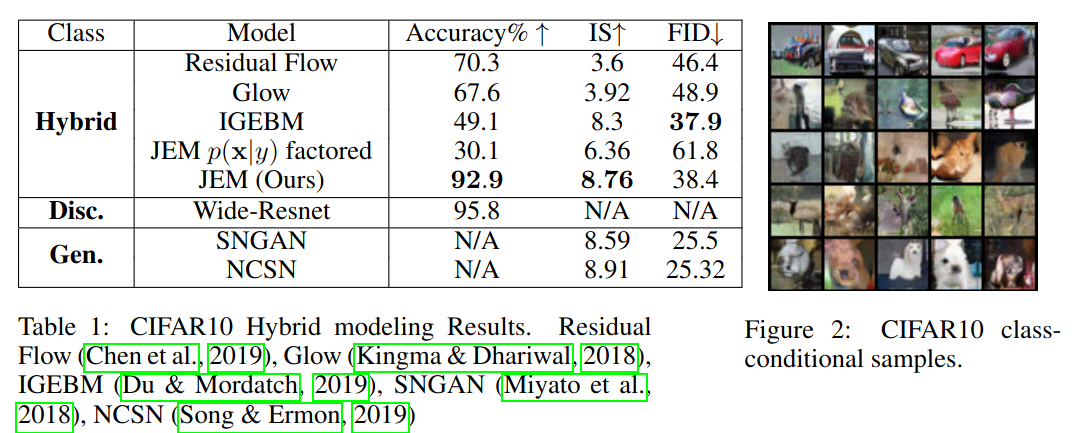 Class Model Accuracy% ↑ IS↑ FID↓
Hybrid
Residual Flow 70.3 3.6 46.4
Glow 67.6 3.92 48.9
IGEBM 49.1 8.3 37.9
JEM p(x|y) factored 30.1 6.36 61.8
JEM (Ours) 92.9 8.76 38.4
Disc. Wide-Resnet 95.8 N/A N/A
Gen.
SNGAN N/A 8.59 25.5
NCSN N/A 8.91 25.32
Table 1: CIFAR10 Hybrid modeling Results. Residual
Flow (Chen et al., 2019), Glow (Kingma & Dhariwal, 2018),
IGEBM (Du & Mordatch, 2019), SNGAN (Miyato et al.,
2018), NCSN (Song & Ermon, 2019)
Figure 2: CIFAR10 class-
conditional samples.